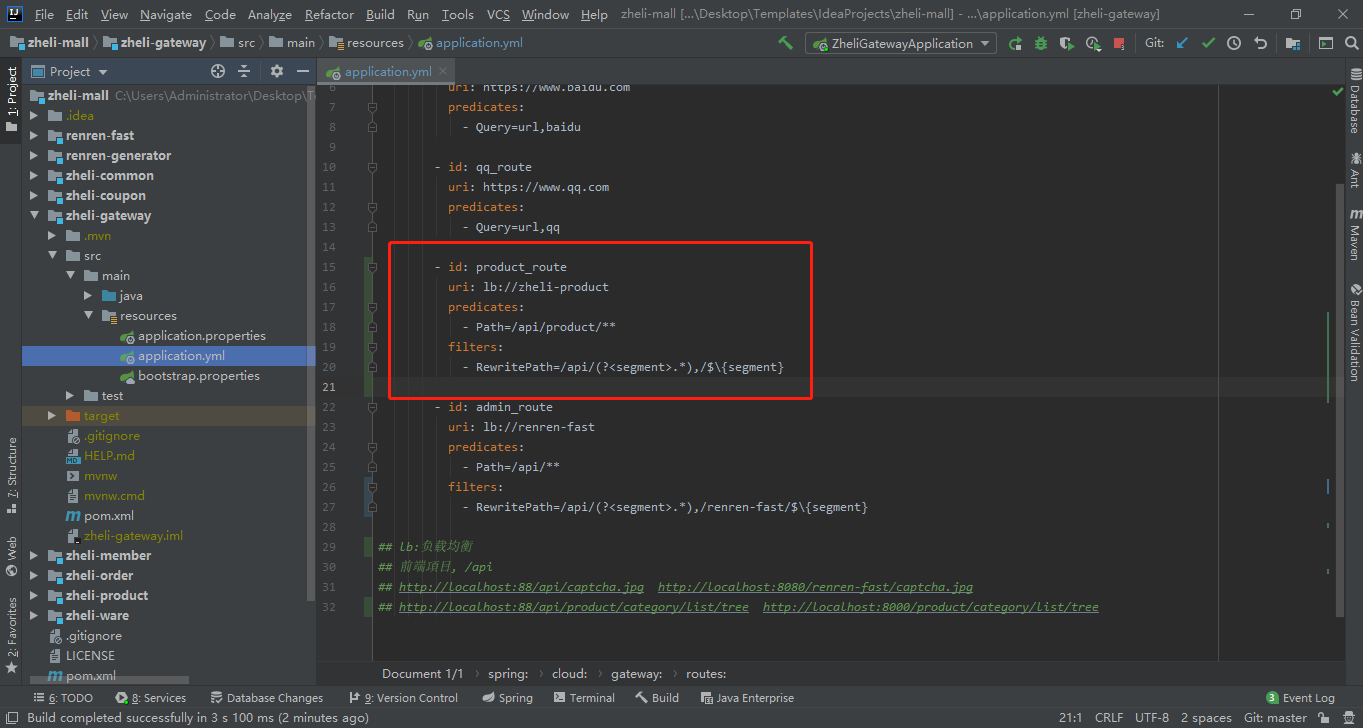 File Edit View Navigate Code Analyze Refactor Build Run Tools VCS Window Help zheli-mall [...\Desktop\Templates\IdeaProjects\zheli-mall] - ...\application.yml [zheli-gateway]
zheli-mall zheli-gateway src main resources application.yml ZheliGatewayApplication Git:
Project application.yml
1: Project
7: Structure
Web
2: Favorites
zheli-mall C:\Users\Administrator\Desktop\Te
.idea
renren-fast
renren-generator
zheli-common
zheli-coupon
zheli-gateway
.mvn
src
main
java
resources
application.properties
application.yml
bootstrap.properties
test
target
.gitignore
HELP.md
mvnw
mvnw.cmd
pom.xml
zheli-gateway.iml
zheli-member
zheli-order
zheli-product
zheli-ware
.gitignore
LICENSE
pom.xml
6 uri: https://www.baidu.com
7 predicates:
8 - Query=url,baidu
9
10 - id: qq_route
11 uri: https://www.qq.com
12 predicates:
13 - Query=url,qq
14
15 - id: product_route
16 uri: lb://zheli-product
17 predicates:
18 - Path=/api/product/**
19 filters:
20 - RewritePath=/api/(?<segment>.*),/$\{segment}
21
22 - id: admin_route
23 uri: lb://renren-fast
24 predicates:
25 - Path=/api/**
26 filters:
27 - RewritePath=/api/(?<segment>.*),/renren-fast/$\{segment}
28
29 ## lb:负载均衡
30 ## 前端项目, /api
31 ## http://localhost:88/api/captcha.jpg http://localhost:8080/renren-fast/captcha.jpg
32 ## http://localhost:88/api/product/category/list/tree http://localhost:8000/product/category/list/tree
Database
Ant
Maven
Bean Validation
Document 1/1 spring: cloud: gateway: routes:
6: TODO 8: Services Database Changes 9: Version Control Spring Terminal Build Java Enterprise 3 Event Log
Build completed successfully in 3 s 100 ms (2 minutes ago) 21:1 CRLF UTF-8 2 spaces Git: master